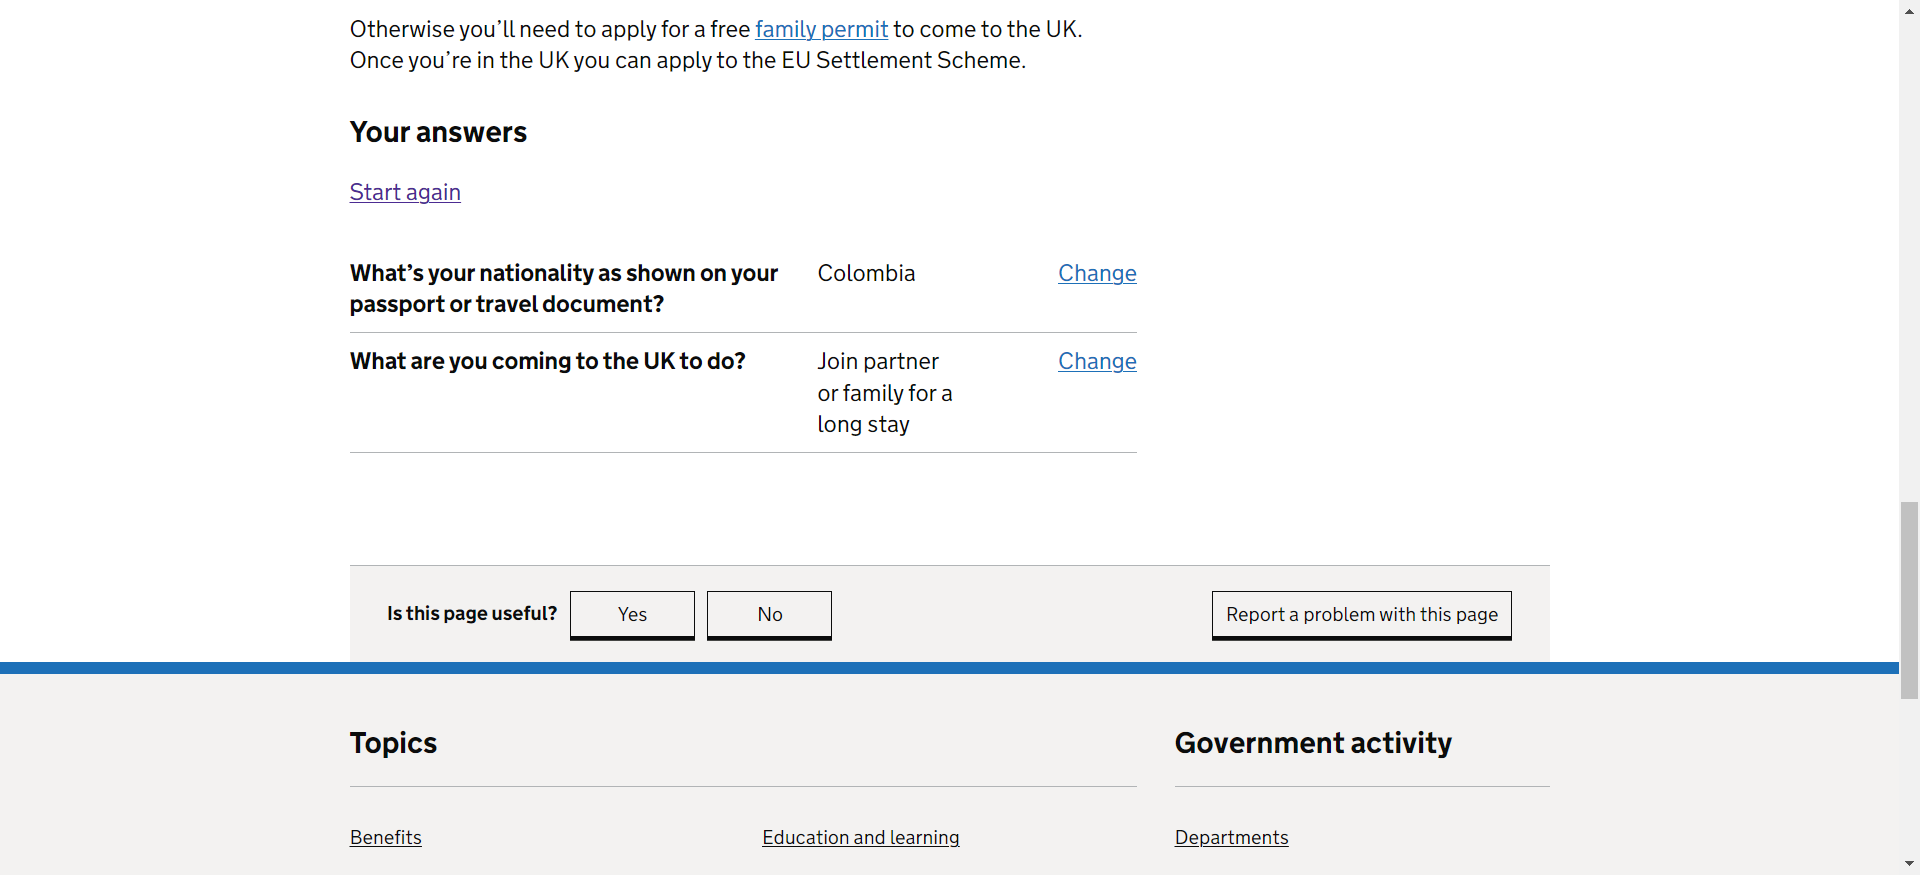 Otherwise you’ll need to apply for a free family permit to come to the UK.
Once you’re in the UK you can apply to the EU Settlement Scheme.
Your answers
Start again
What’s your nationality as shown on your passport or travel document?
Colombia
Change
What are you coming to the UK to do?
Join partner or family for a long stay
Change
Is this page useful?
Yes
No
Report a problem with this page
Topics
Government activity
Benefits
Education and learning
Departments